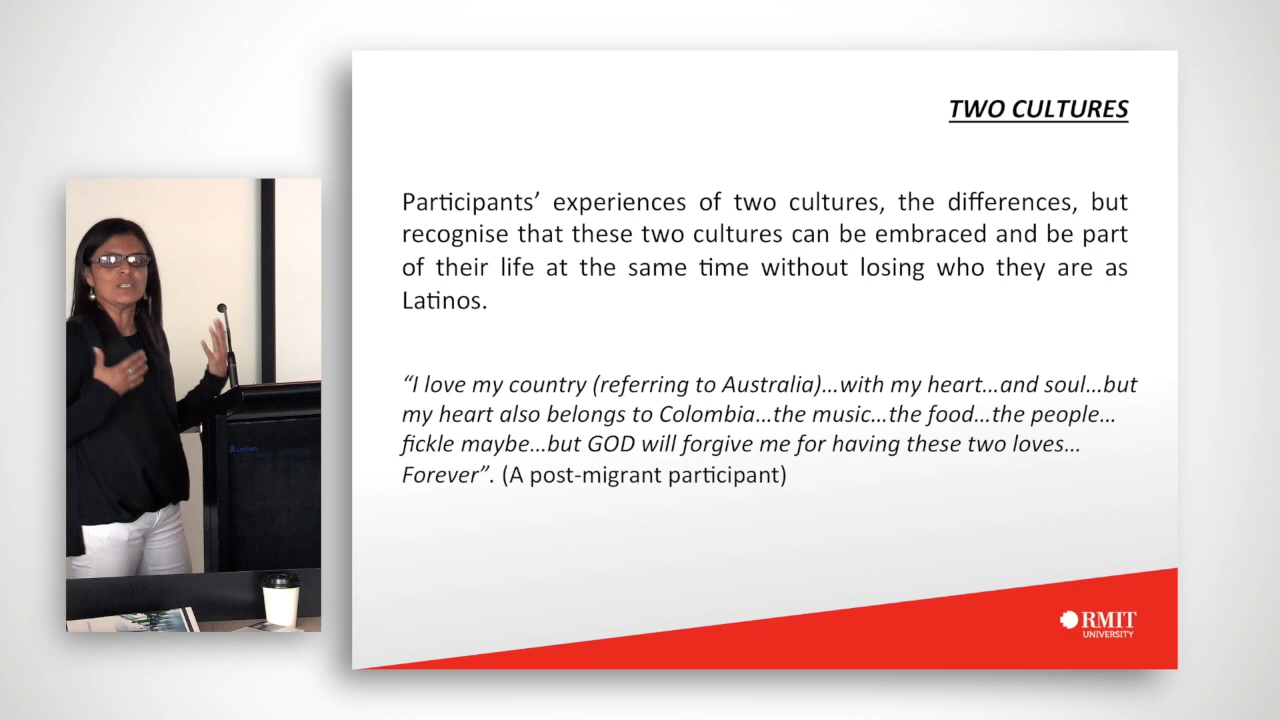 TWO CULTURES
Participants’ experiences of two cultures, the differences, but
recognise that these two cultures can be embraced and be part
of their life at the same time without losing who they are as
Latinos.
“I love my country (referring to Australia)…with my heart…and soul…but
my heart also belongs to Colombia…the music…the food…the people…
fickle maybe…but GOD will forgive me for having these two loves…
Forever”. (A post-migrant participant)
RMIT
UNIVERSITY